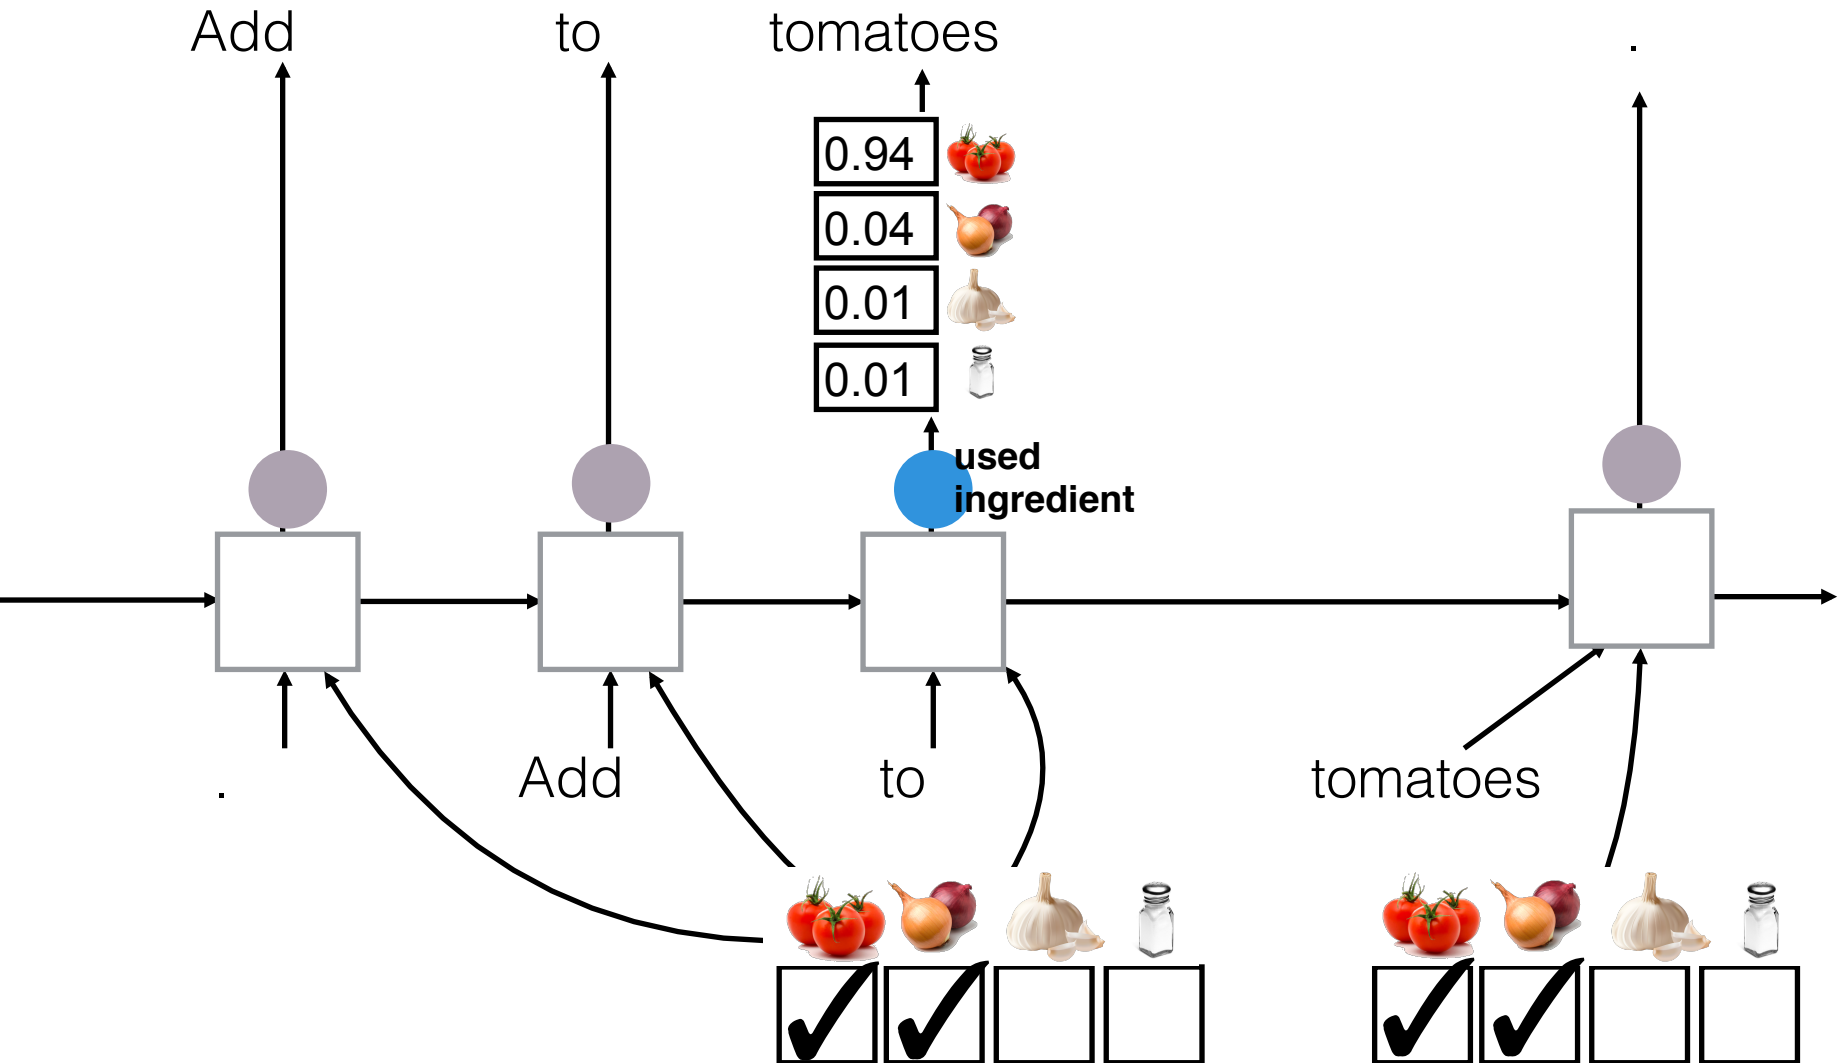 Add to tomatoes .
0.94
0.04
0.01
0.01
used
ingredient
. Add to tomatoes